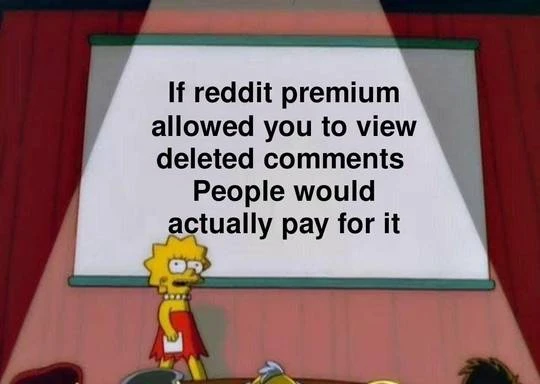 If reddit premium
allowed you to view
deleted comments
People would
actually pay for it